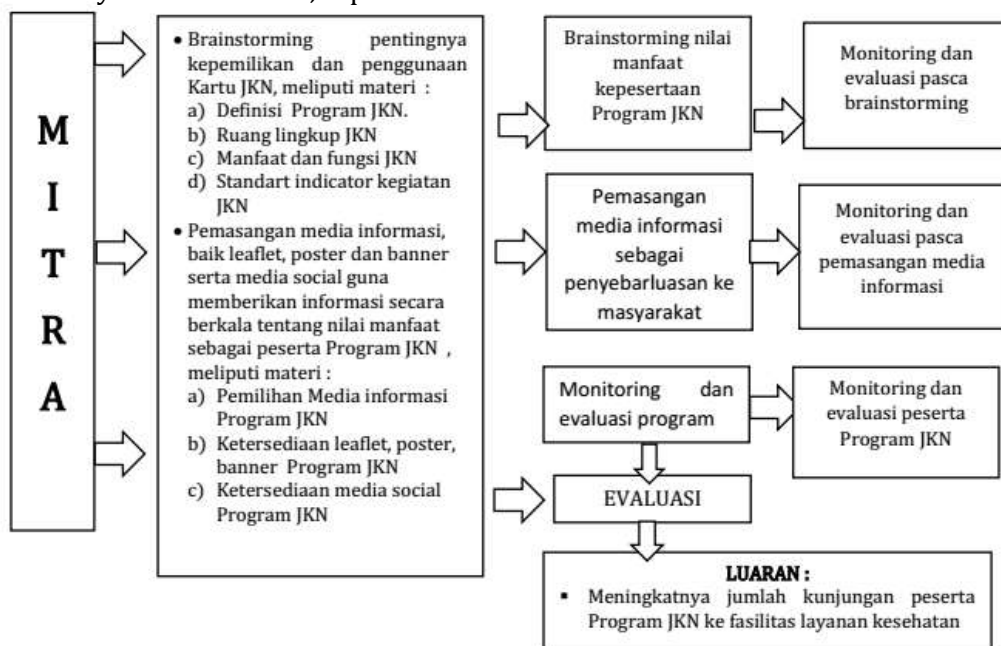 M
I
T
R
A
• Brainstorming pentingnya
kepemilikan dan penggunaan
Kartu JKN, meliputi materi :
a) Definisi Program JKN.
b) Ruang lingkup JKN
c) Manfaat dan fungsi JKN
d) Standart indicator kegiatan
JKN
• Pemasangan media informasi,
baik leaflet, poster dan banner
serta media social guna
memberikan informasi secara
berkala tentang nilai manfaat
sebagai peserta Program JKN ,
meliputi materi :
a) Pemilihan Media informasi
Program JKN
b) Ketersediaan leaflet, poster,
banner Program JKN
c) Ketersediaan media social
Program JKN
Brainstorming nilai
manfaat
kepesertaan
Program JKN
Monitoring dan
evaluasi pasca
brainstorming
Pemasangan
media informasi
sebagai
penyebarluasan ke
masyarakat
Monitoring dan
evaluasi pasca
pemasangan media
informasi
Monitoring dan
evaluasi program
Monitoring dan
evaluasi peserta
Program JKN
EVALUASI
LUARAN :
▪ Meningkatnya jumlah kunjungan peserta
Program JKN ke fasilitas layanan kesehatan